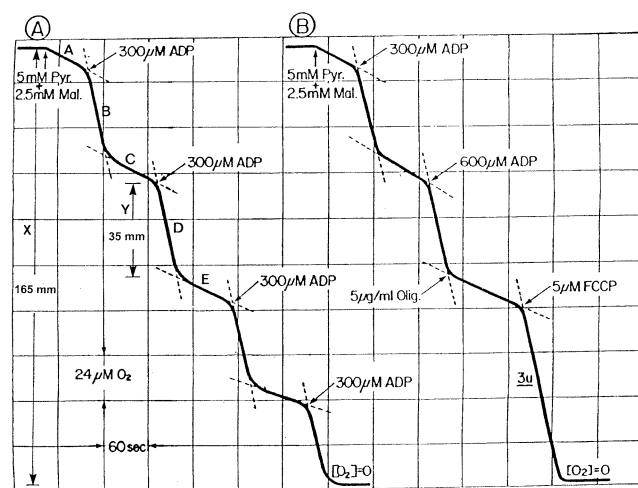 A
A
300μM ADP
5mM Pyr.
+
2.5mM Mal.
B
C
300μM ADP
Y
35 mm
D
X
165 mm
E
300μM ADP
24μM O₂
300μM ADP
60sec
[O₂]=0
B
300μM ADP
5mM Pyr.
+
2.5mM Mal.
600μM ADP
5μg/ml Olig.
5μM FCCP
3u
[O₂]=0